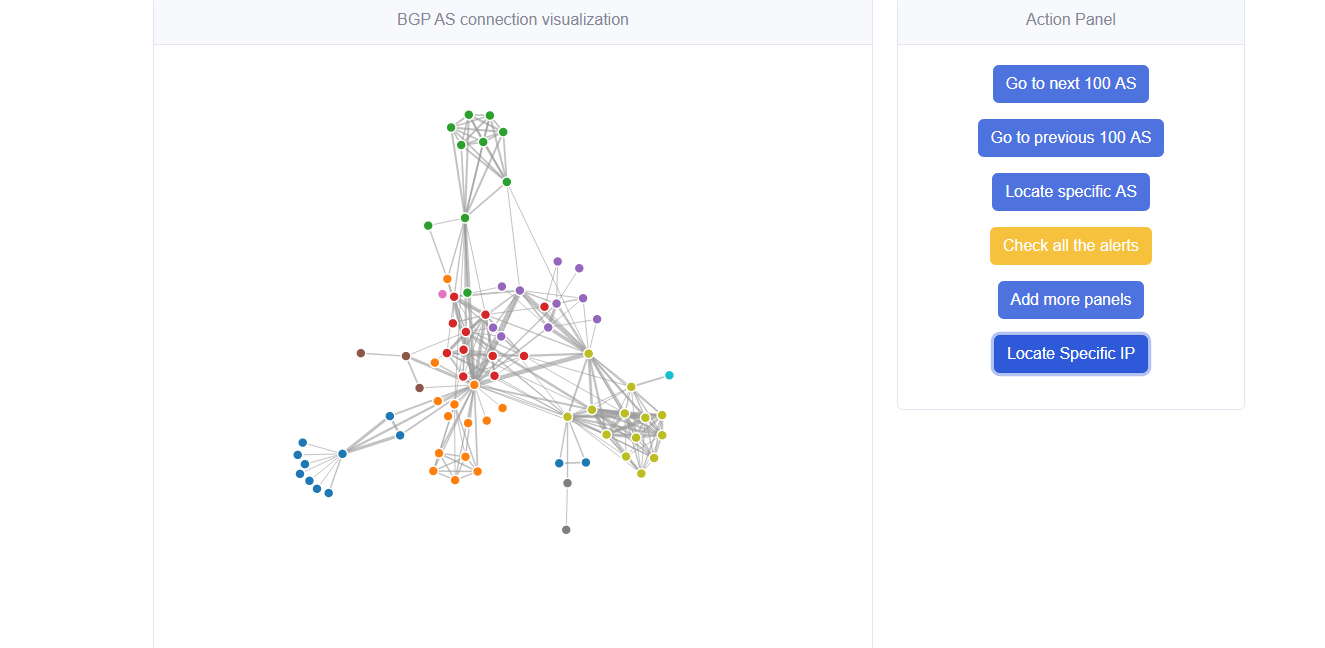 BGP AS connection visualization
Action Panel
Go to next 100 AS
Go to previous 100 AS
Locate specific AS
Check all the alerts
Add more panels
Locate Specific IP